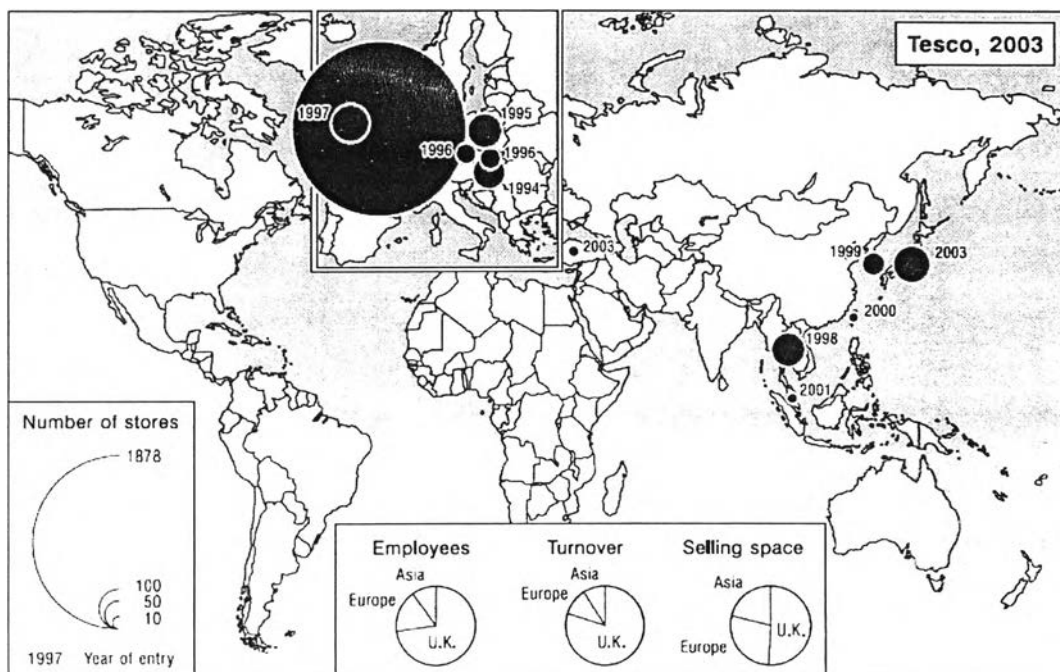 Tesco, 2003
1997
1995
1996
1996
1994
2003
1999
2003
2000
1998
2001
Number of stores
1878
100
50
10
1997 Year of entry
Employees
Asia
Europe
U.K.
Turnover
Asia
Europe
U.K.
Selling space
Asia
Europe
U.K.